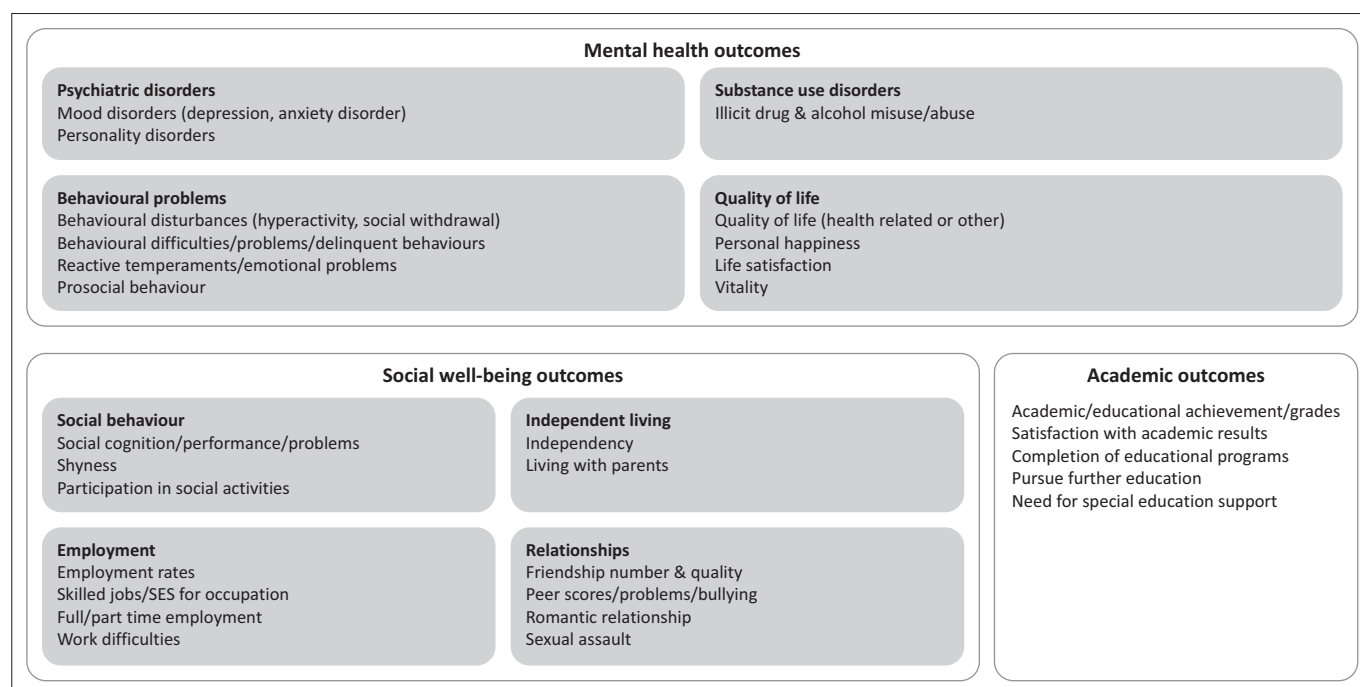 Mental health outcomes
Psychiatric disorders
Mood disorders (depression, anxiety disorder)
Personality disorders
Substance use disorders
Illicit drug & alcohol misuse/abuse
Behavioural problems
Behavioural disturbances (hyperactivity, social withdrawal)
Behavioural difficulties/problems/delinquent behaviours
Reactive temperaments/emotional problems
Prosocial behaviour
Quality of life
Quality of life (health related or other)
Personal happiness
Life satisfaction
Vitality
Social well-being outcomes
Social behaviour
Social cognition/performance/problems
Shyness
Participation in social activities
Independent living
Independency
Living with parents
Employment
Employment rates
Skilled jobs/SES for occupation
Full/part time employment
Work difficulties
Relationships
Friendship number & quality
Peer scores/problems/bullying
Romantic relationship
Sexual assault
Academic outcomes
Academic/educational achievement/grades
Satisfaction with academic results
Completion of educational programs
Pursue further education
Need for special education support